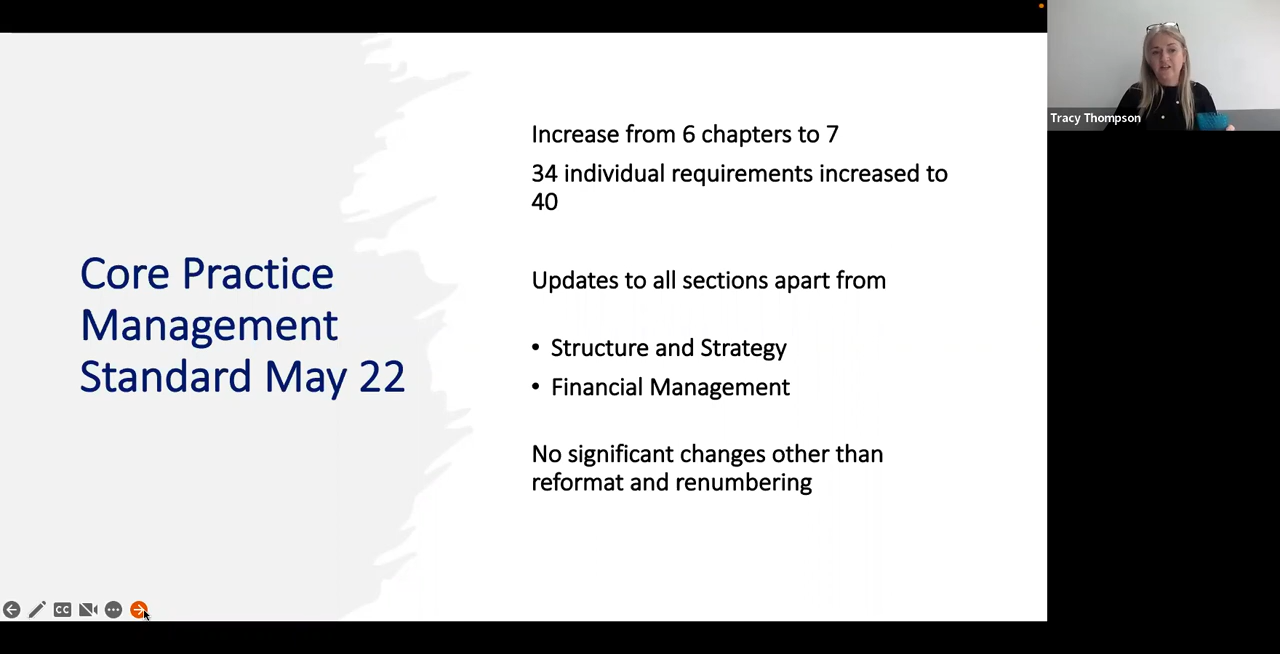 Core Practice
Management
Standard May 22
Increase from 6 chapters to 7
34 individual requirements increased to
40
Updates to all sections apart from
• Structure and Strategy
• Financial Management
No significant changes other than
reformat and renumbering
Tracy Thompson
CC